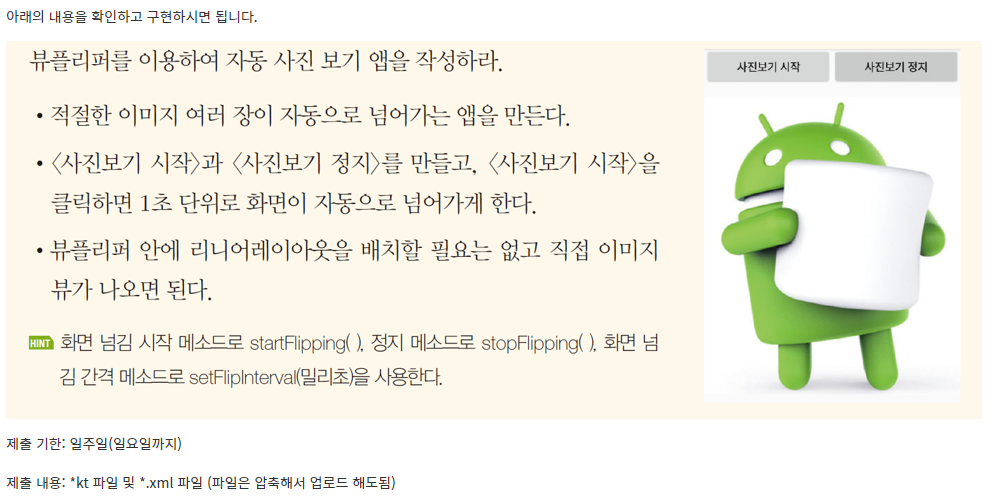 아래의 내용을 확인하고 구현하시면 됩니다.
뷰플리퍼를 이용하여 자동 사진 보기 앱을 작성하라.
• 적절한 이미지 여러 장이 자동으로 넘어가는 앱을 만든다.
• <사진보기 시작>과 <사진보기 정지>를 만들고, <사진보기 시작>을
클릭하면 1초 단위로 화면이 자동으로 넘어가게 한다.
• 뷰플리퍼 안에 리니어레이아웃을 배치할 필요는 없고 직접 이미지
뷰가 나오면 된다.
HINT 화면 넘김 시작 메소드로 startFlipping( ), 정지 메소드로 stopFlipping( ), 화면 넘
김 간격 메소드로 setFlipInterval(밀리초)을 사용한다.
사진보기 시작 사진보기 정지
제출 기한: 일주일(일요일까지)
제출 내용: *kt 파일 및 *.xml 파일 (파일은 압축해서 업로드 해도됨)